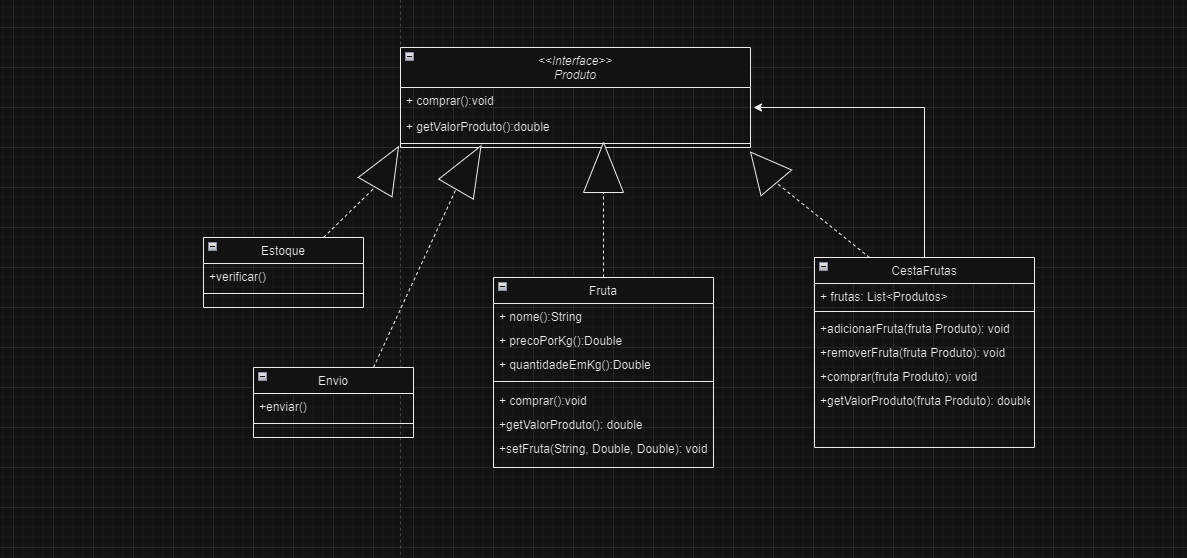 <<Interface>>
Produto
+ comprar():void
+ getValorProduto():double
Estoque
+verificar()
Envio
+enviar()
Fruta
+ nome():String
+ precoPorKg():Double
+ quantidadeEmKg():Double
+ comprar():void
+getValorProduto(): double
+setFruta(String, Double, Double): void
CestaFrutas
+ frutas: List<Produtos>
+adicionarFruta(fruta Produto): void
+removerFruta(fruta Produto): void
+comprar(fruta Produto): void
+getValorProduto(fruta Produto): double